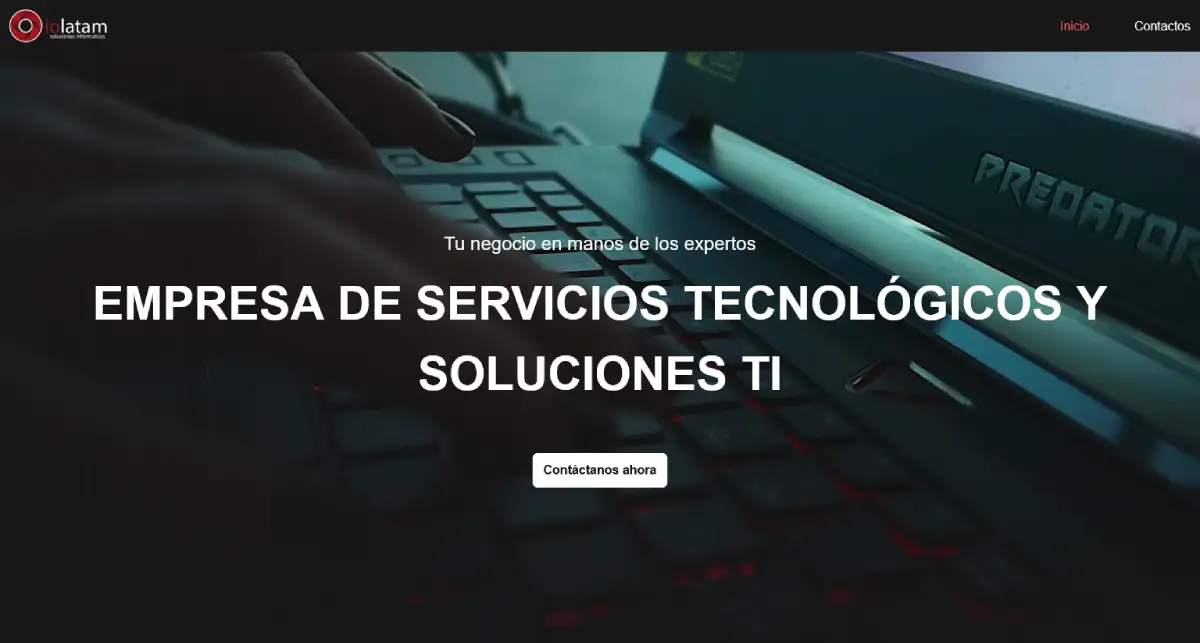 iolatam
soluciones informaticas
Inicio
Contactos
PREDATOR
Tu negocio en manos de los expertos
EMPRESA DE SERVICIOS TECNOLÓGICOS Y
SOLUCIONES TI
Contáctanos ahora